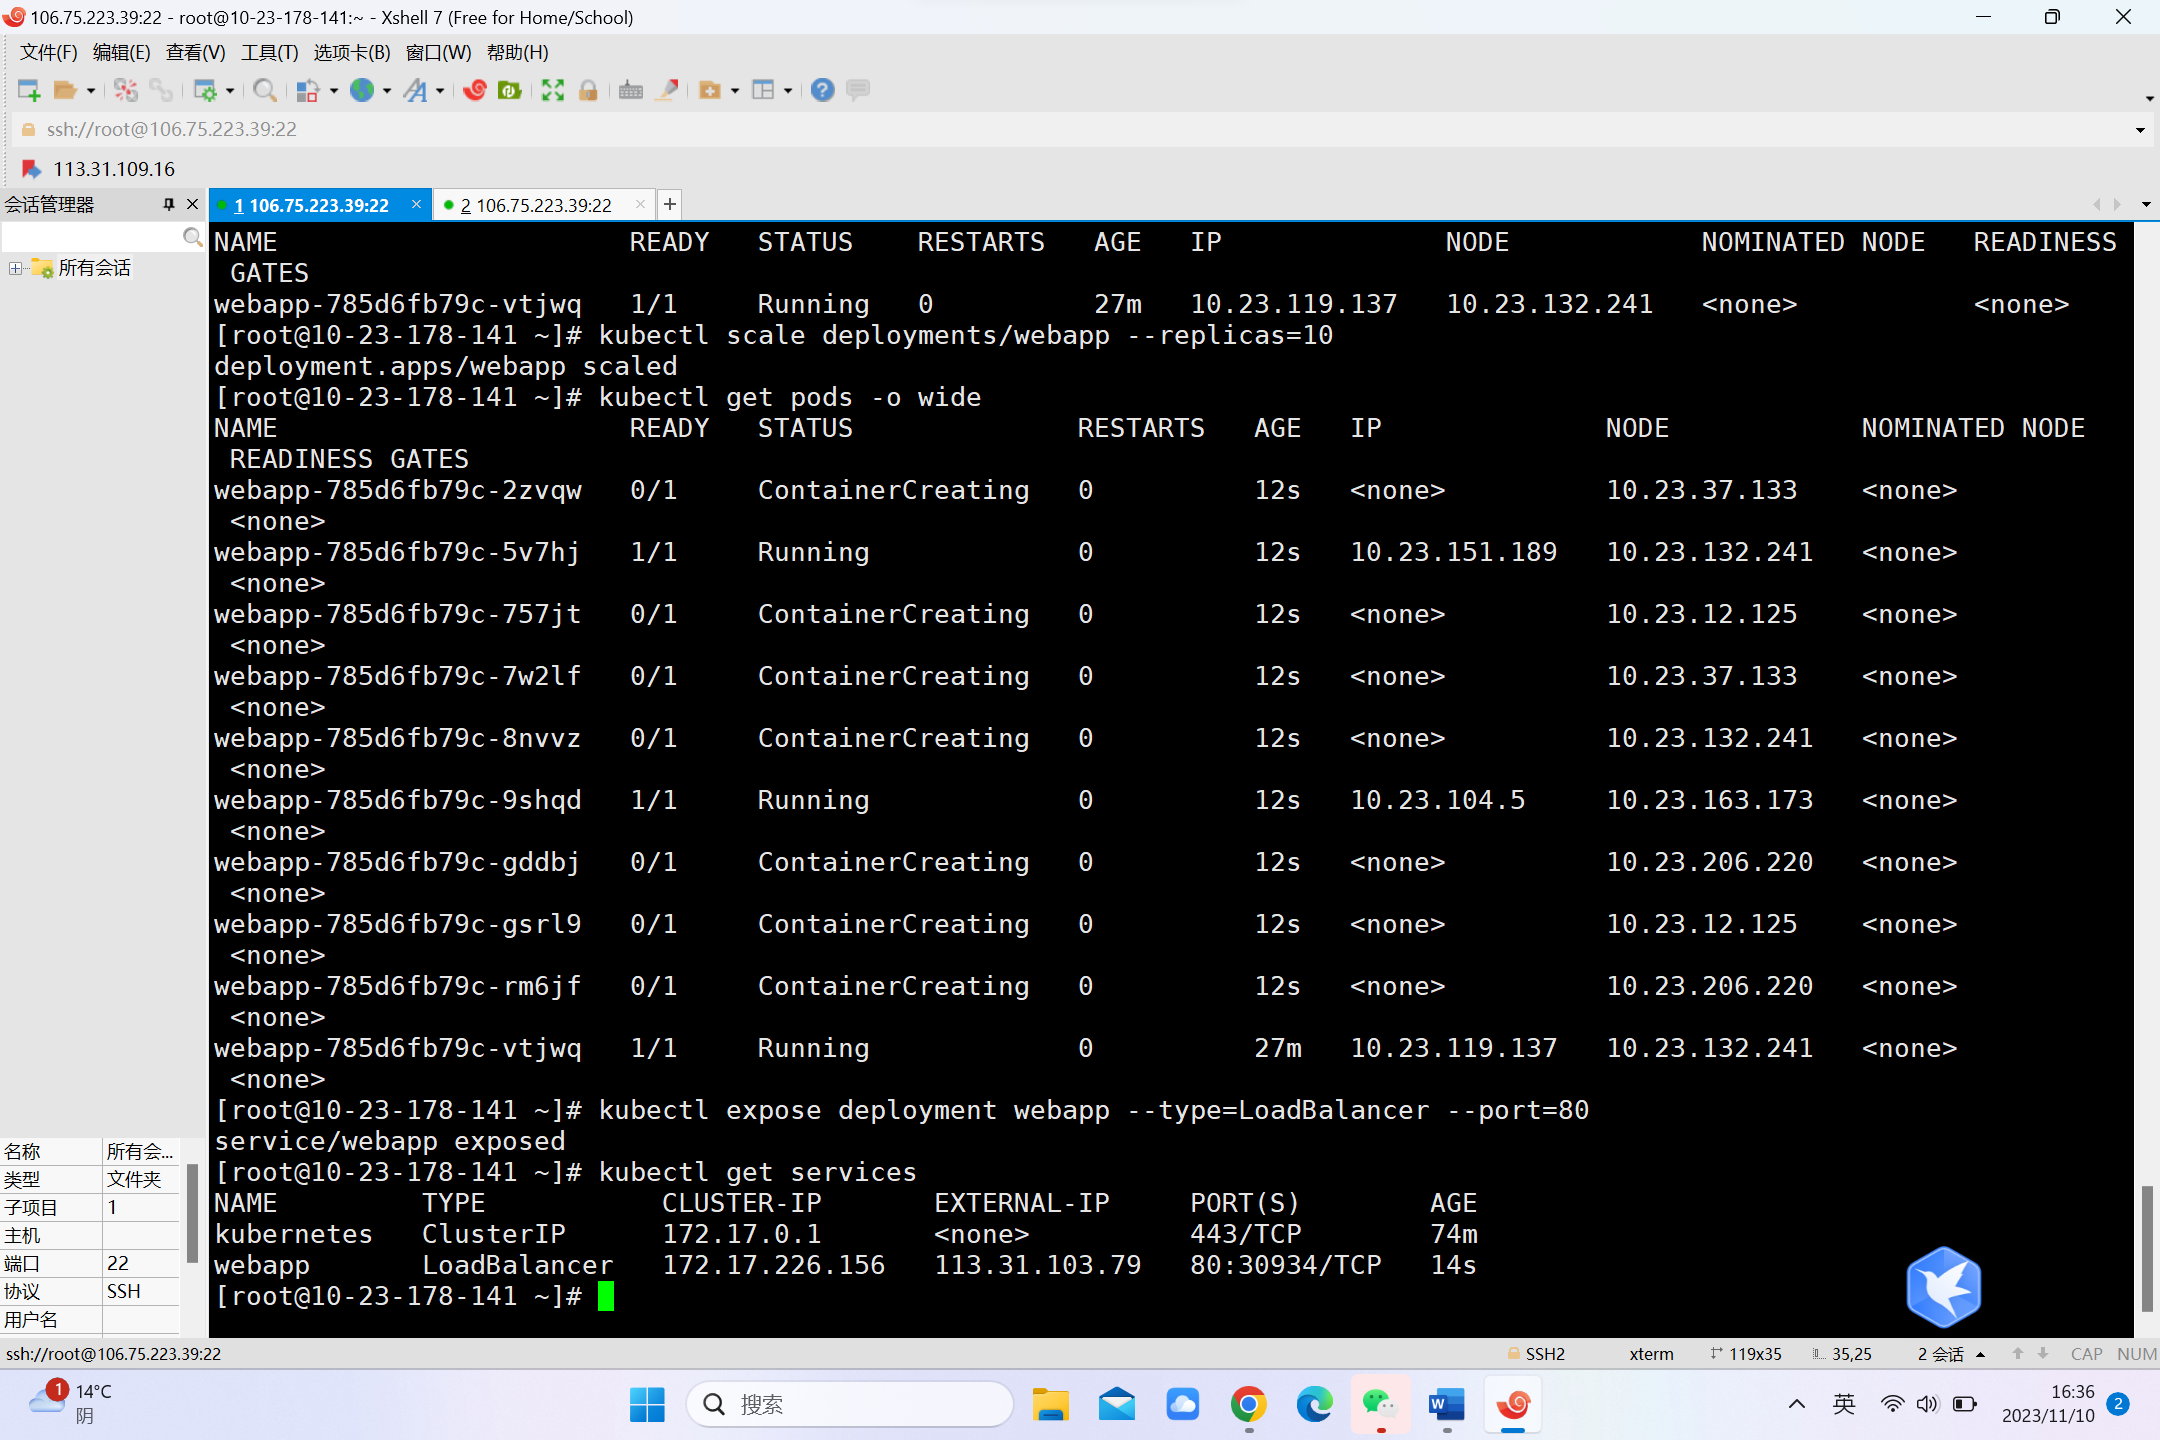 106.75.223.39:22 - root@10-23-178-141:~ - Xshell 7 (Free for Home/School)
文件(F) 编辑(E) 查看(V) 工具(T) 选项卡(B) 窗口(W) 帮助(H)
ssh://root@106.75.223.39:22
113.31.109.16
会话管理器
1 106.75.223.39:22
2 106.75.223.39:22
所有会话
NAME READY STATUS RESTARTS AGE IP NODE NOMINATED NODE READINESS
GATES
webapp-785d6fb79c-vtjwq 1/1 Running 0 27m 10.23.119.137 10.23.132.241 <none> <none>
[root@10-23-178-141 ~]# kubectl scale deployments/webapp --replicas=10
deployment.apps/webapp scaled
[root@10-23-178-141 ~]# kubectl get pods -o wide
NAME READY STATUS RESTARTS AGE IP NODE NOMINATED NODE
READINESS GATES
webapp-785d6fb79c-2zvqw 0/1 ContainerCreating 0 12s <none> 10.23.37.133 <none>
<none>
webapp-785d6fb79c-5v7hj 1/1 Running 0 12s 10.23.151.189 10.23.132.241 <none>
<none>
webapp-785d6fb79c-757jt 0/1 ContainerCreating 0 12s <none> 10.23.12.125 <none>
<none>
webapp-785d6fb79c-7w2lf 0/1 ContainerCreating 0 12s <none> 10.23.37.133 <none>
<none>
webapp-785d6fb79c-8nvvz 0/1 ContainerCreating 0 12s <none> 10.23.132.241 <none>
<none>
webapp-785d6fb79c-9shqd 1/1 Running 0 12s 10.23.104.5 10.23.163.173 <none>
<none>
webapp-785d6fb79c-gddbj 0/1 ContainerCreating 0 12s <none> 10.23.206.220 <none>
<none>
webapp-785d6fb79c-gsrl9 0/1 ContainerCreating 0 12s <none> 10.23.12.125 <none>
<none>
webapp-785d6fb79c-rm6jf 0/1 ContainerCreating 0 12s <none> 10.23.206.220 <none>
<none>
webapp-785d6fb79c-vtjwq 1/1 Running 0 27m 10.23.119.137 10.23.132.241 <none>
<none>
[root@10-23-178-141 ~]# kubectl expose deployment webapp --type=LoadBalancer --port=80
service/webapp exposed
[root@10-23-178-141 ~]# kubectl get services
NAME TYPE CLUSTER-IP EXTERNAL-IP PORT(S) AGE
kubernetes ClusterIP 172.17.0.1 <none> 443/TCP 74m
webapp LoadBalancer 172.17.226.156 113.31.103.79 80:30934/TCP 14s
[root@10-23-178-141 ~]#
名称 所有会...
类型 文件夹
子项目 1
主机
端口 22
协议 SSH
用户名
ssh://root@106.75.223.39:22 SSH2 xterm 119x35 35,25 2 会话 CAP NUM
1 14°C
阴
搜索
W
英
16:36
2023/11/10
2